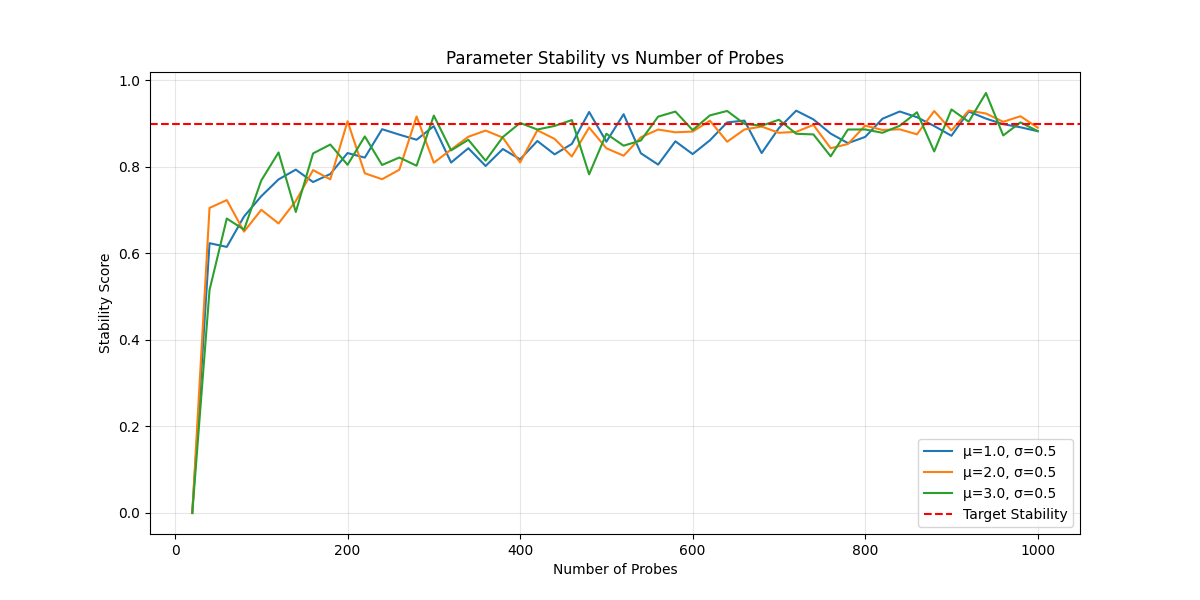 Parameter Stability vs Number of Probes
1.0
0.8
0.6
0.4
0.2
0.0
Stability Score
0 200 400 600 800 1000
Number of Probes
μ=1.0, σ=0.5
μ=2.0, σ=0.5
μ=3.0, σ=0.5
Target Stability